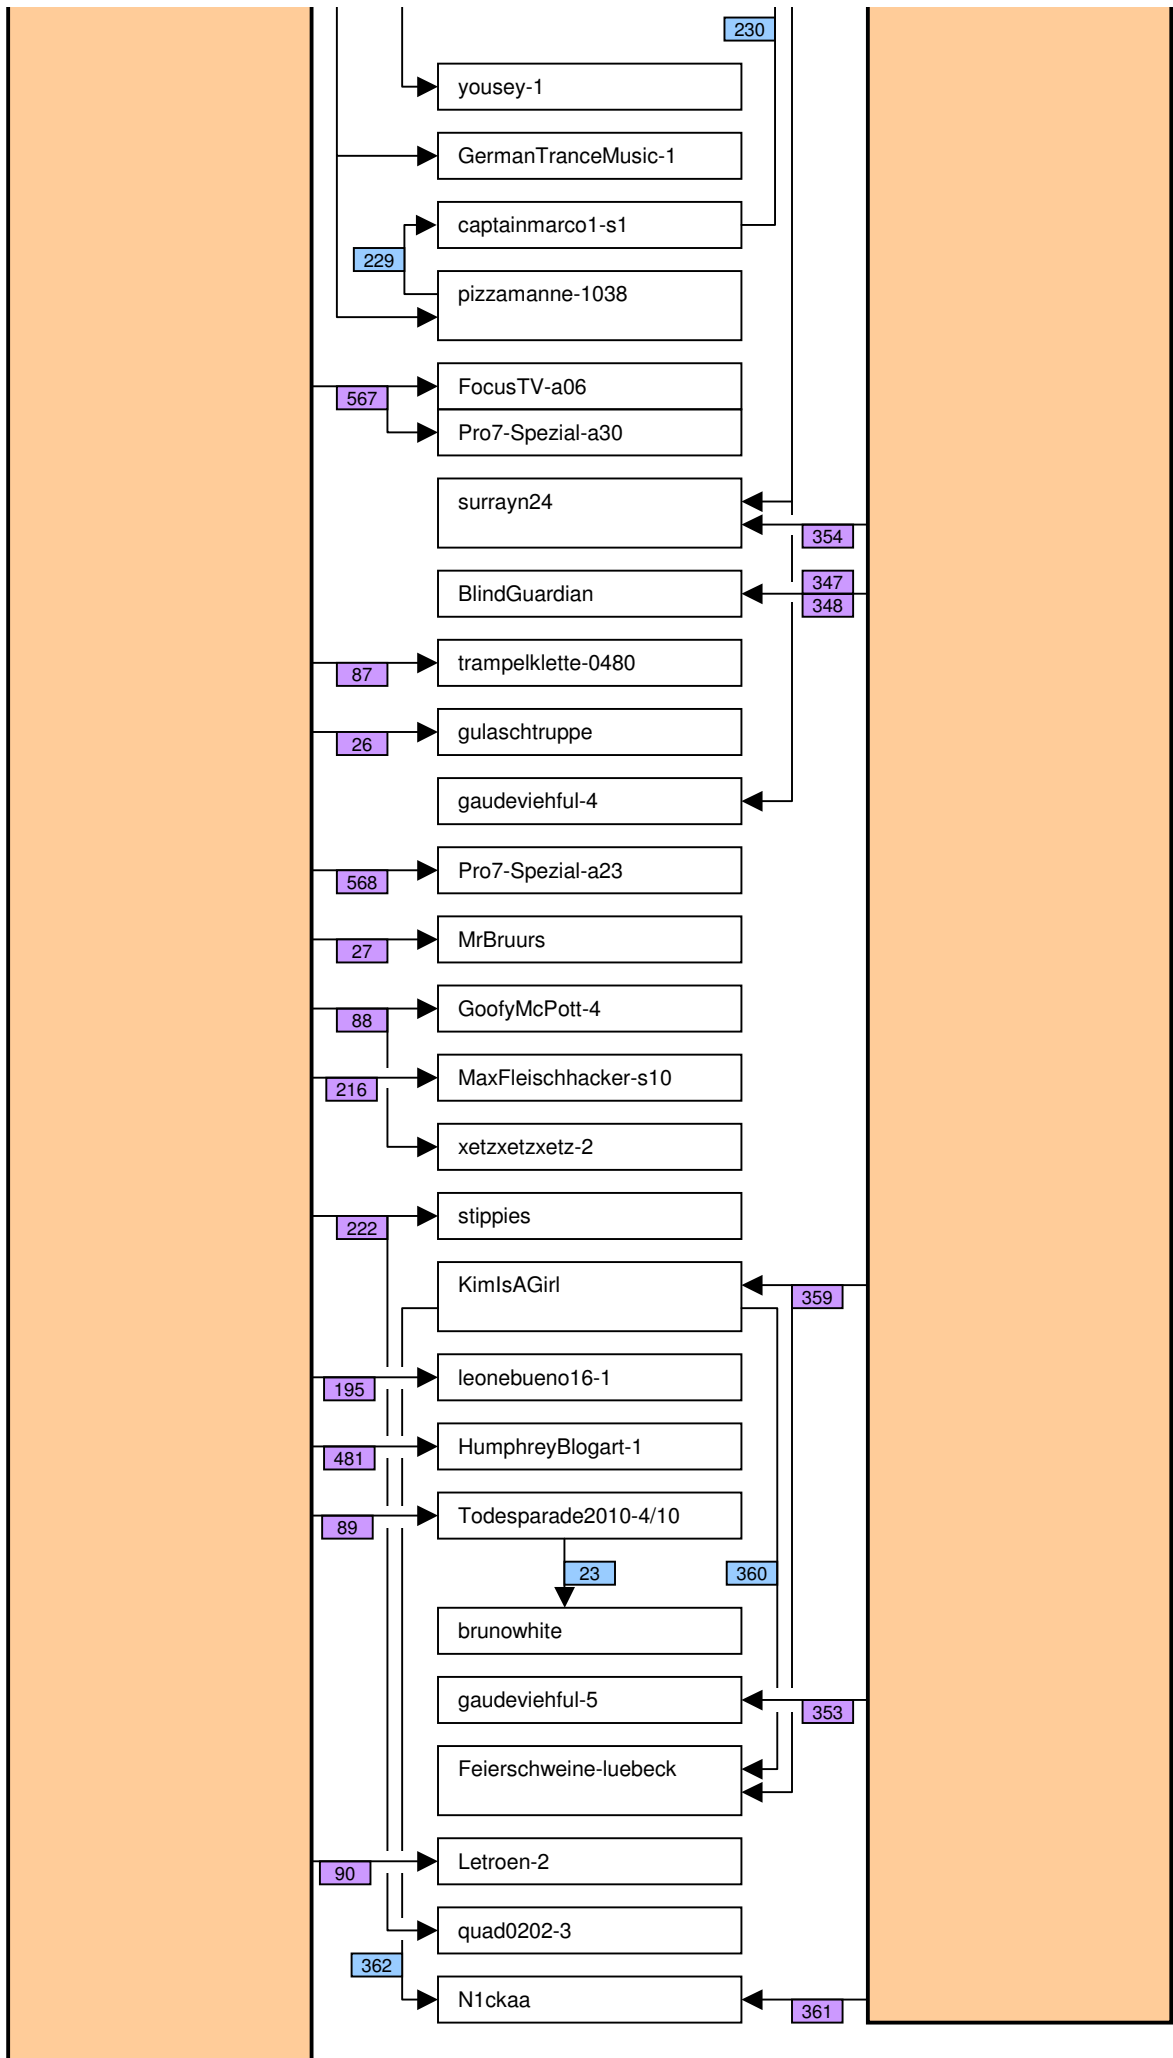 230
yousey-1
GermanTranceMusic-1
captainmarco1-s1
229
pizzamanne-1038
FocusTV-a06
567
Pro7-Spezial-a30
surrayn24
354
347
BlindGuardian
348
trampelklette-0480
87
gulaschtruppe
26
gaudeviehful-4
Pro7-Spezial-a23
568
MrBruurs
27
GoofyMcPott-4
88
MaxFleischhacker-s10
216
xetzxetzxetz-2
stippies
222
KimIsAGirl
359
leonebueno16-1
195
HumphreyBlogart-1
481
Todesparade2010-4/10
89
23
360
brunowhite
gaudeviehful-5
353
Feierschweine-luebeck
Letroen-2
90
quad0202-3
362
N1ckaa
361